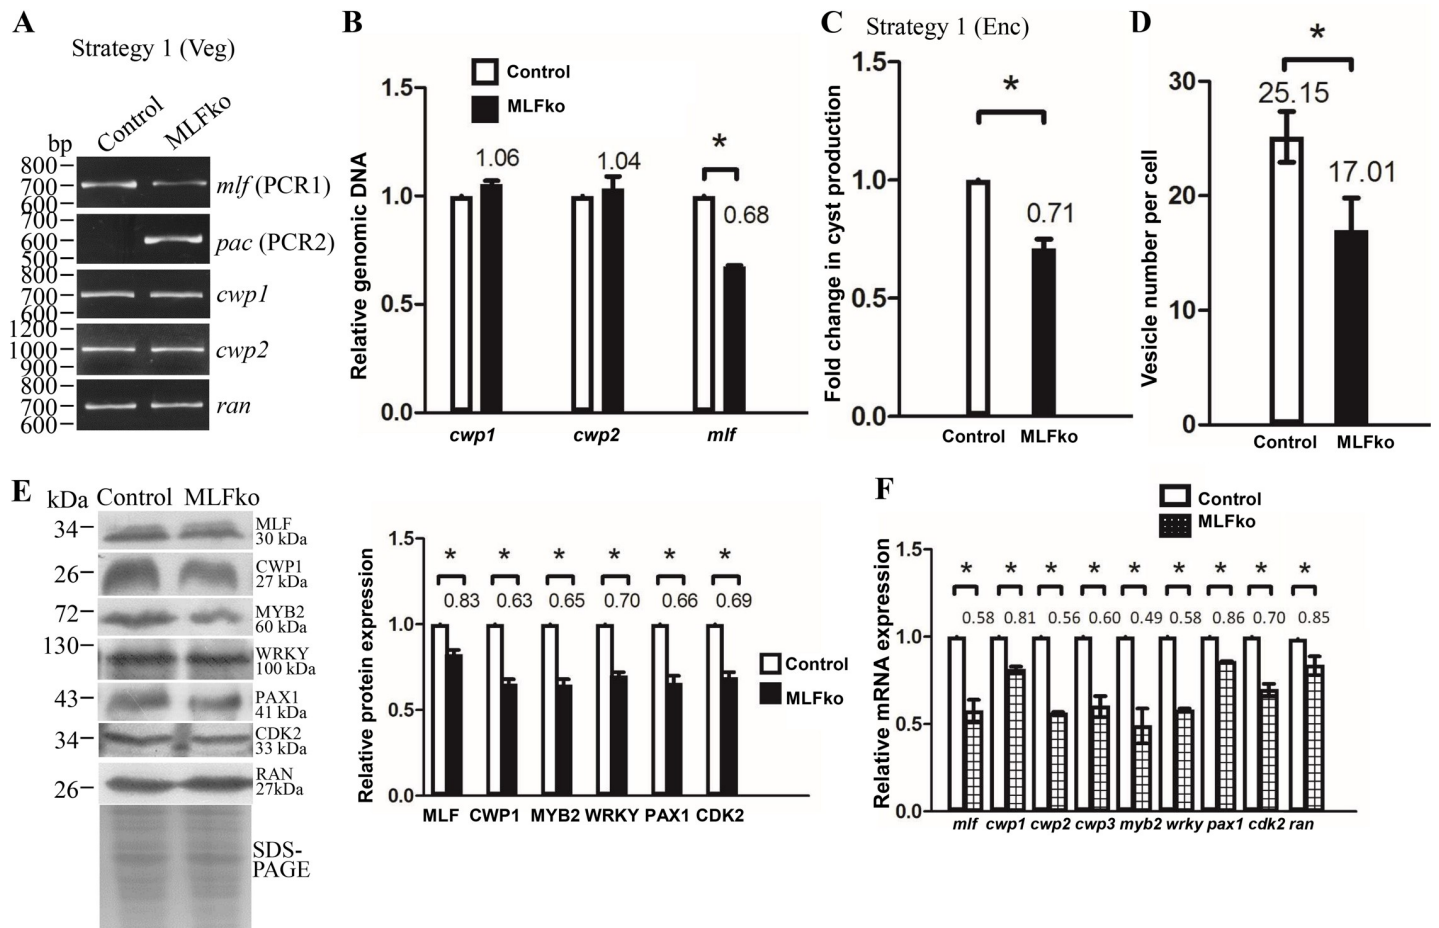 A
Strategy 1 (Veg)
Control
MLFko
bp
800
700
600
mlf (PCR1)
700
600
500
pac (PCR2)
800
700
600
cwp1
1200
1000
900
cwp2
800
700
600
ran
B
Control
MLFko
Relative genomic DNA
1.5
1.0
0.5
0.0
1.06
1.04
*
0.68
cwp1 cwp2 mlf
C
Strategy 1 (Enc)
Fold change in cyst production
1.5
1.0
0.5
0.0
*
0.71
Control MLFko
D
Vesicle number per cell
30
20
10
0
*
25.15
17.01
Control MLFko
E
kDa Control MLFko
34
MLF
30 kDa
26
CWP1
27 kDa
72
MYB2
60 kDa
130
WRKY
100 kDa
43
PAX1
41 kDa
34
CDK2
33 kDa
26
RAN
27kDa
SDS-
PAGE
Relative protein expression
1.5
1.0
0.5
0.0
* * * * * *
0.83 0.63 0.65 0.70 0.66 0.69
MLF CWP1 MYB2 WRKY PAX1 CDK2
Control
MLFko
F
Control
MLFko
Relative mRNA expression
1.5
1.0
0.5
0.0
* * * * * * * * *
0.58 0.81 0.56 0.60 0.49 0.58 0.86 0.70 0.85
mlf cwp1 cwp2 cwp3 myb2 wrky pax1 cdk2 ran